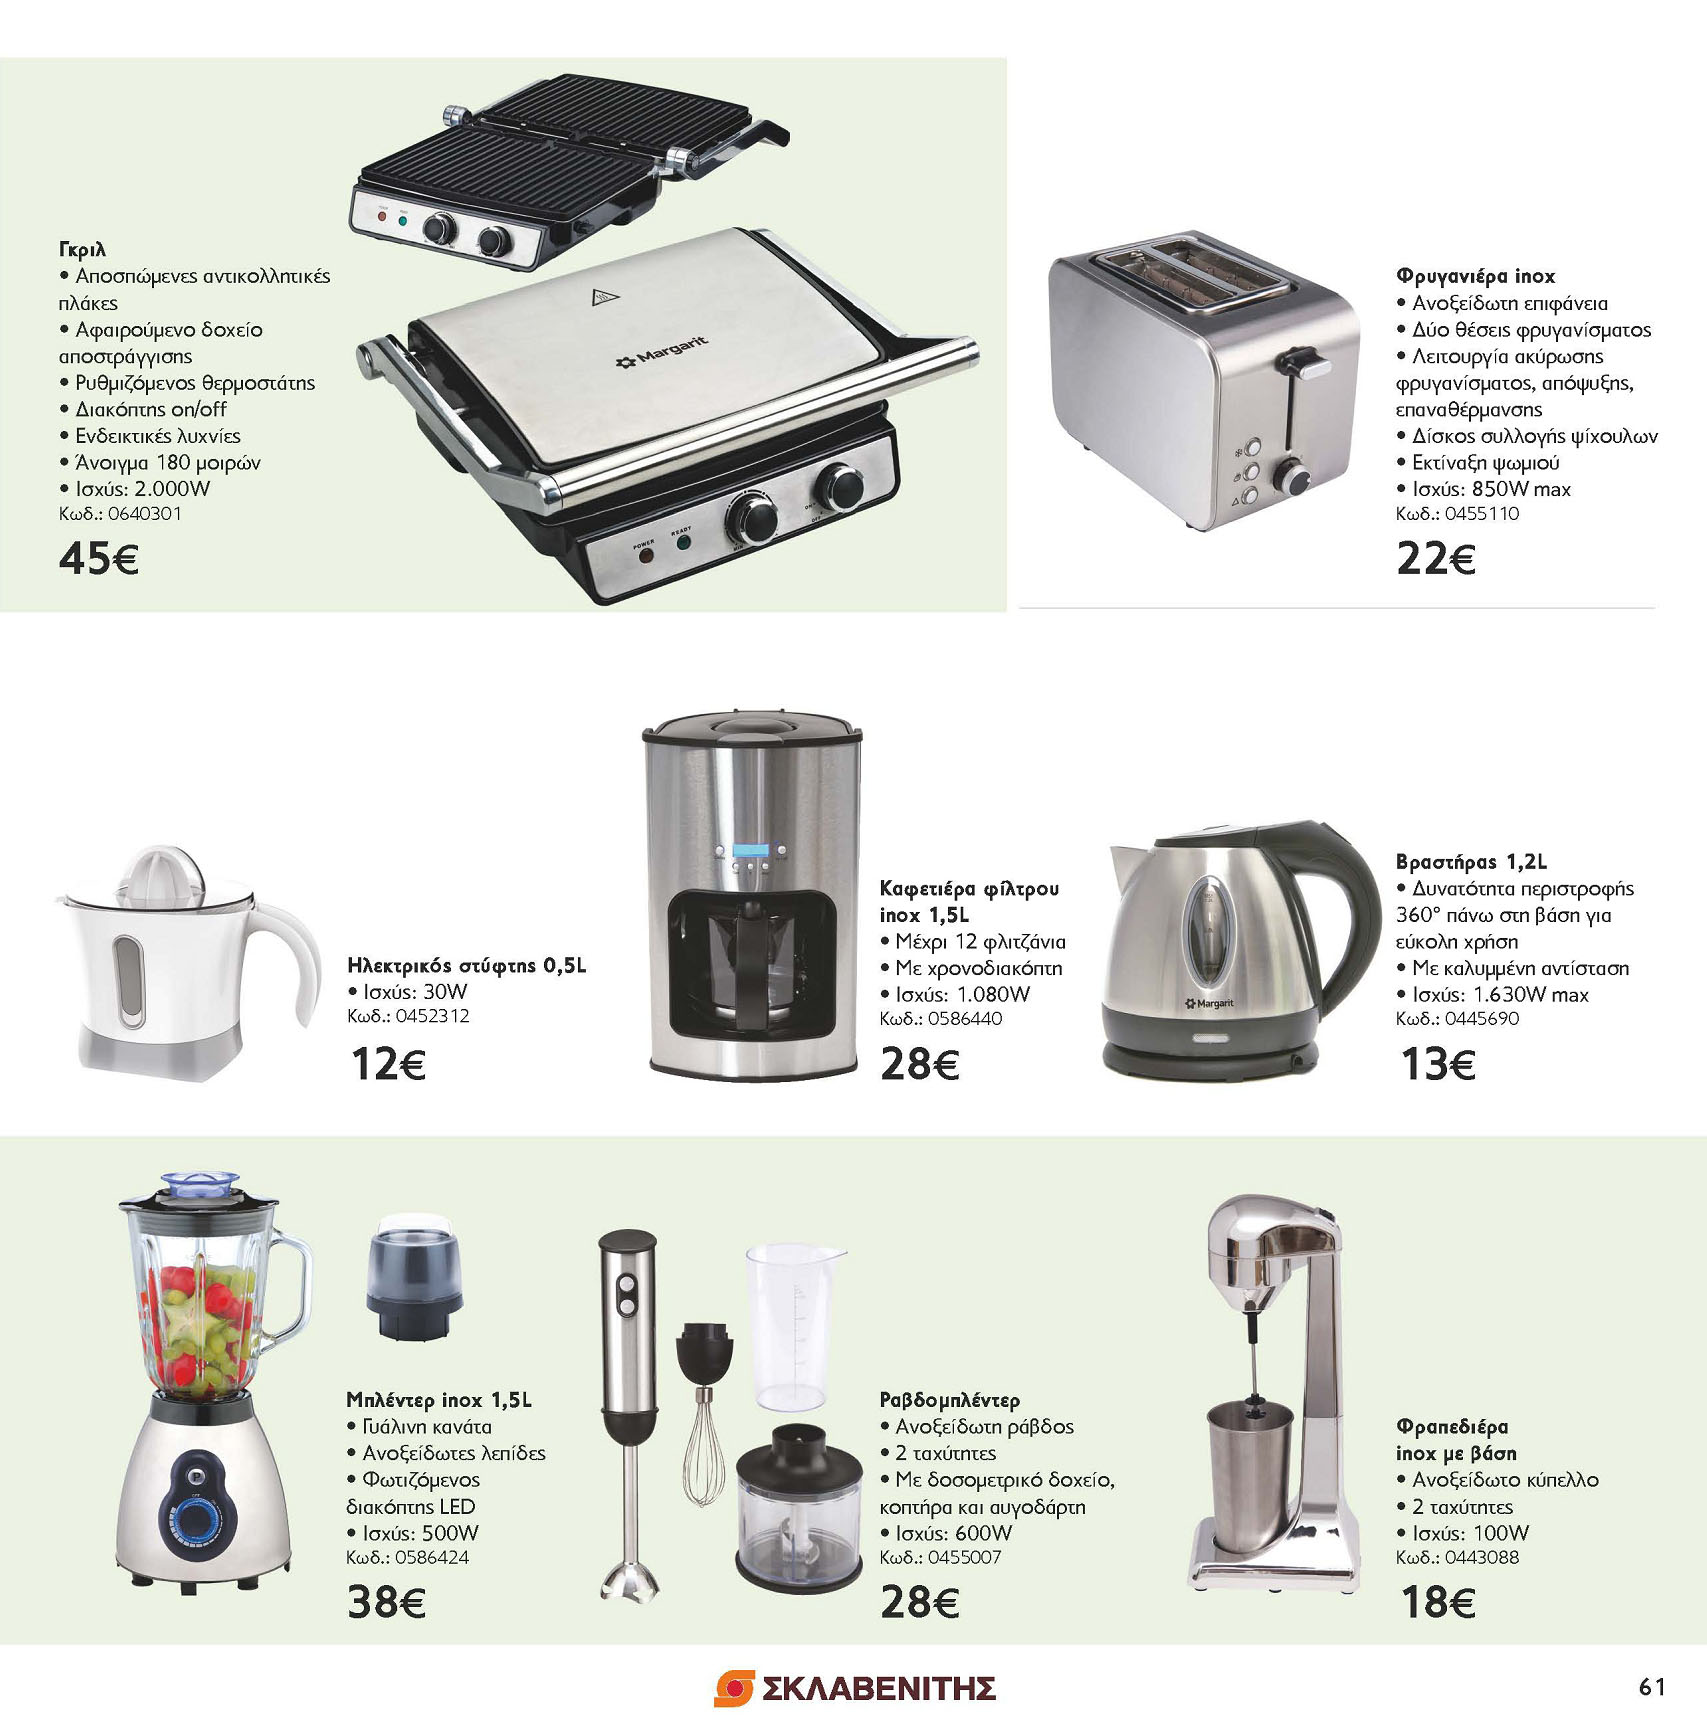 Γκριλ
• Αποσπώμενες αντικολλητικές
πλάκες
• Αφαιρούμενο δοχείο
αποστράγγισης
• Ρυθμιζόμενος θερμοστάτης
• Διακόπτης on/off
• Ενδεικτικές λυχνίες
• Άνοιγμα 180 μοιρών
• Ισχύς: 2.000W
Κωδ.: 0640301
45€
Margarit
POWER
READY
MIN
ON
OFF
Φρυγανιέρα inox
• Ανοξείδωτη επιφάνεια
• Δύο θέσεις φρυγανίσματος
• Λειτουργία ακύρωσης
φρυγανίσματος, απόψυξης,
επαναθέρμανσης
• Δίσκος συλλογής ψίχουλων
• Εκτίναξη ψωμιού
• Ισχύς: 850W max
Κωδ.: 0455110
22€
Ηλεκτρικός στύφτης 0,5L
• Ισχύς: 30W
Κωδ.: 0452312
12€
Καφετιέρα φίλτρου
inox 1,5L
• Μέχρι 12 φλιτζάνια
• Με χρονοδιακόπτη
• Ισχύς: 1.080W
Κωδ.: 0586440
28€
Margarit
Βραστήρας 1,2L
• Δυνατότητα περιστροφής
360° πάνω στη βάση για
εύκολη χρήση
• Με καλυμμένη αντίσταση
• Ισχύς: 1.630W max
Κωδ.: 0445690
13€
P
Μπλέντερ inox 1,5L
• Γυάλινη κανάτα
• Ανοξείδωτες λεπίδες
• Φωτιζόμενος
διακόπτης LED
• Ισχύς: 500W
Κωδ.: 0586424
38€
Ραβδομπλέντερ
• Ανοξείδωτη ράβδος
• 2 ταχύτητες
• Με δοσομετρικό δοχείο,
κοπτήρα και αυγοδάρτη
• Ισχύς: 600W
Κωδ.: 0455007
28€
Φραπεδιέρα
inox με βάση
• Ανοξείδωτο κύπελλο
• 2 ταχύτητες
• Ισχύς: 100W
Κωδ.: 0443088
18€
ΣΚΛΑΒΕΝΙΤΗΣ
61